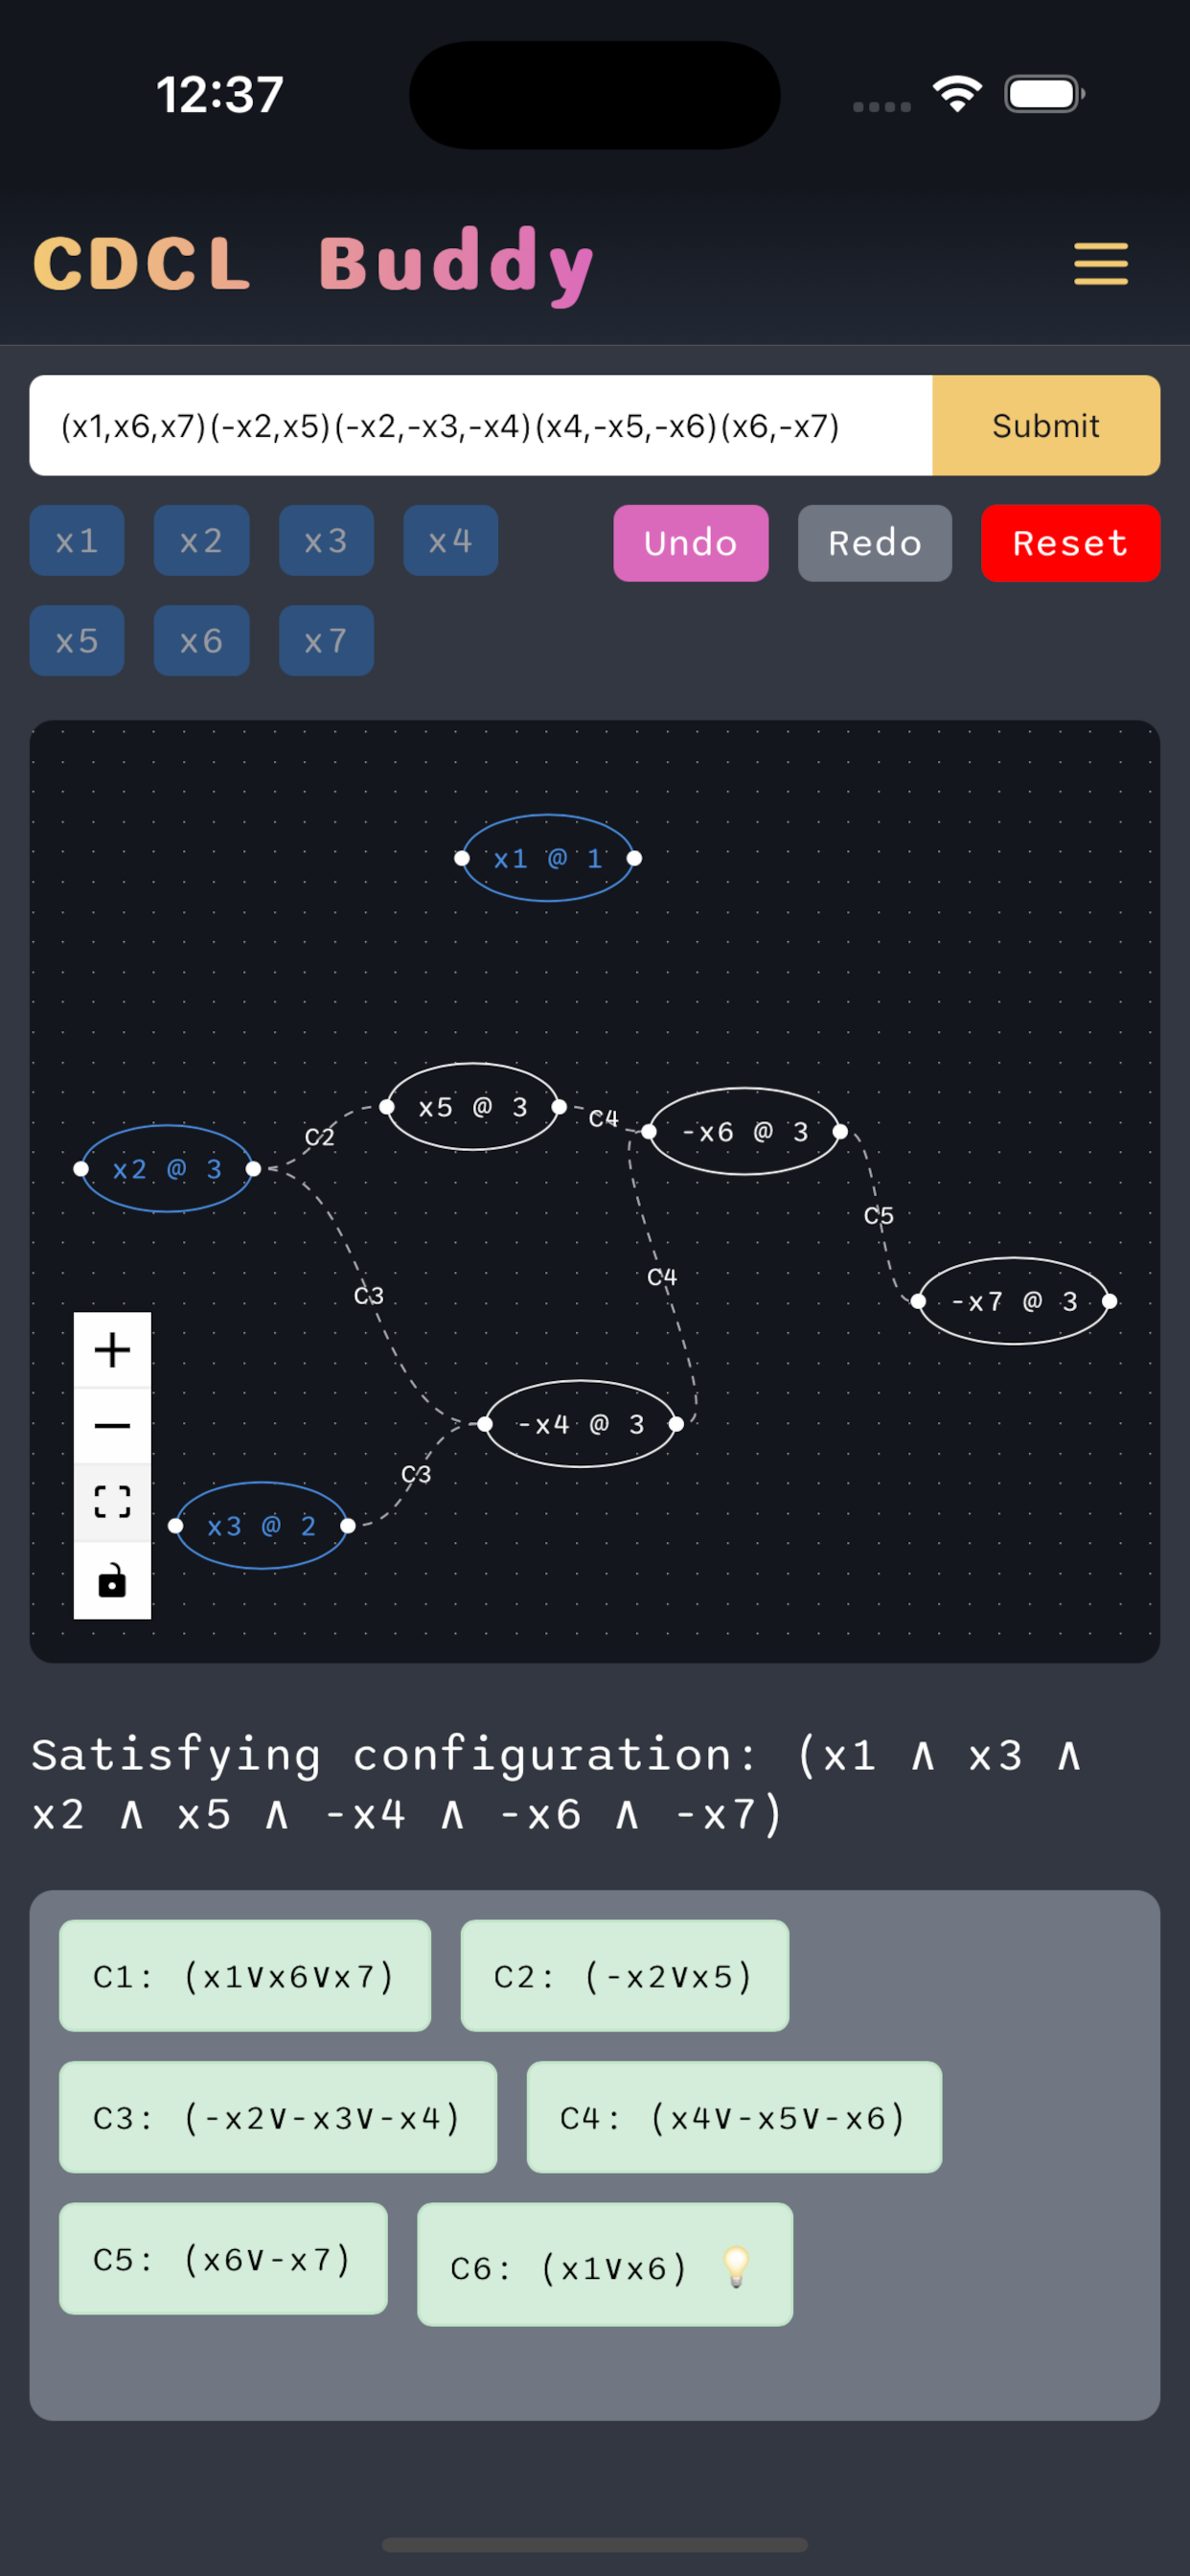 12:37
CDCL Buddy
(x1,x6,x7)(-x2,x5)(-x2,-x3,-x4)(x4,-x5,-x6)(x6,-x7)
Submit
x1 x2 x3 x4 Undo Redo Reset
x5 x6 x7
x1 @ 1
x5 @ 3
C4
-x6 @ 3
C2
x2 @ 3
C5
C4
C3
-x7 @ 3
-x4 @ 3
C3
x3 @ 2
Satisfying configuration: (x1 ∧ x3 ∧
x2 ∧ x5 ∧ -x4 ∧ -x6 ∧ -x7)
C1: (x1∨x6∨x7) C2: (-x2∨x5)
C3: (-x2∨-x3∨-x4) C4: (x4∨-x5∨-x6)
C5: (x6∨-x7) C6: (x1∨x6) 💡